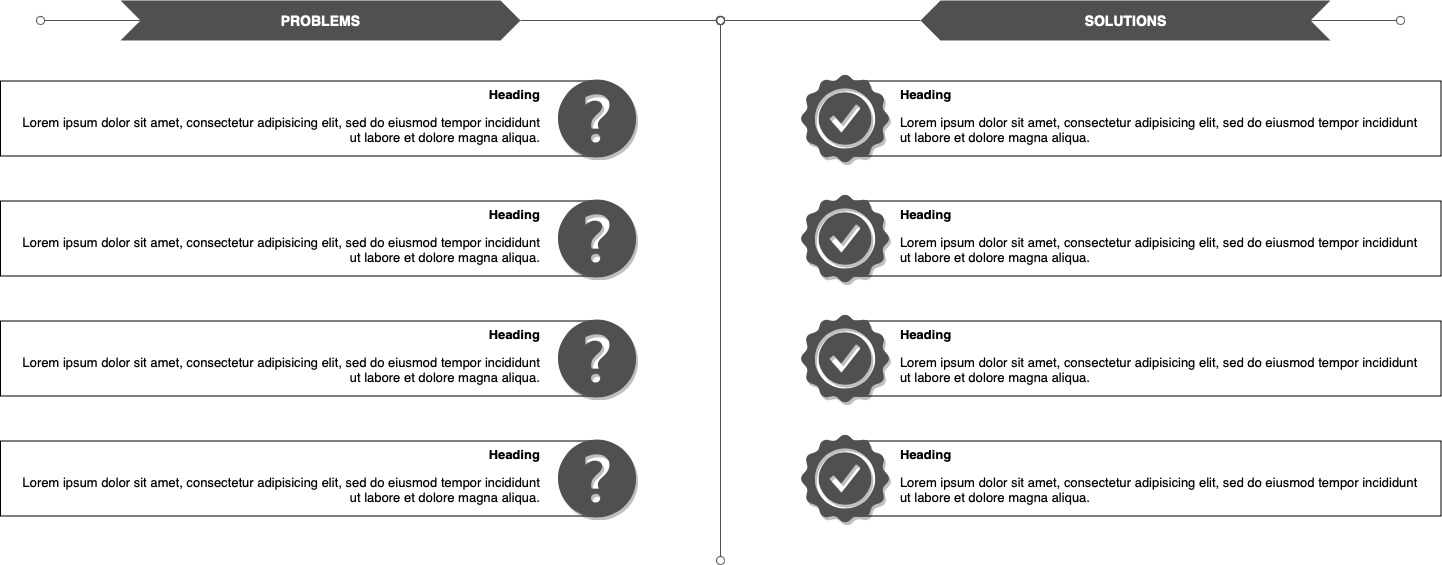 PROBLEMS
SOLUTIONS
Heading
Lorem ipsum dolor sit amet, consectetur adipisicing elit, sed do eiusmod tempor incididunt
ut labore et dolore magna aliqua.
?
Heading
Lorem ipsum dolor sit amet, consectetur adipisicing elit, sed do eiusmod tempor incididunt
ut labore et dolore magna aliqua.
Heading
Lorem ipsum dolor sit amet, consectetur adipisicing elit, sed do eiusmod tempor incididunt
ut labore et dolore magna aliqua.
?
Heading
Lorem ipsum dolor sit amet, consectetur adipisicing elit, sed do eiusmod tempor incididunt
ut labore et dolore magna aliqua.
Heading
Lorem ipsum dolor sit amet, consectetur adipisicing elit, sed do eiusmod tempor incididunt
ut labore et dolore magna aliqua.
?
Heading
Lorem ipsum dolor sit amet, consectetur adipisicing elit, sed do eiusmod tempor incididunt
ut labore et dolore magna aliqua.
Heading
Lorem ipsum dolor sit amet, consectetur adipisicing elit, sed do eiusmod tempor incididunt
ut labore et dolore magna aliqua.
?
Heading
Lorem ipsum dolor sit amet, consectetur adipisicing elit, sed do eiusmod tempor incididunt
ut labore et dolore magna aliqua.